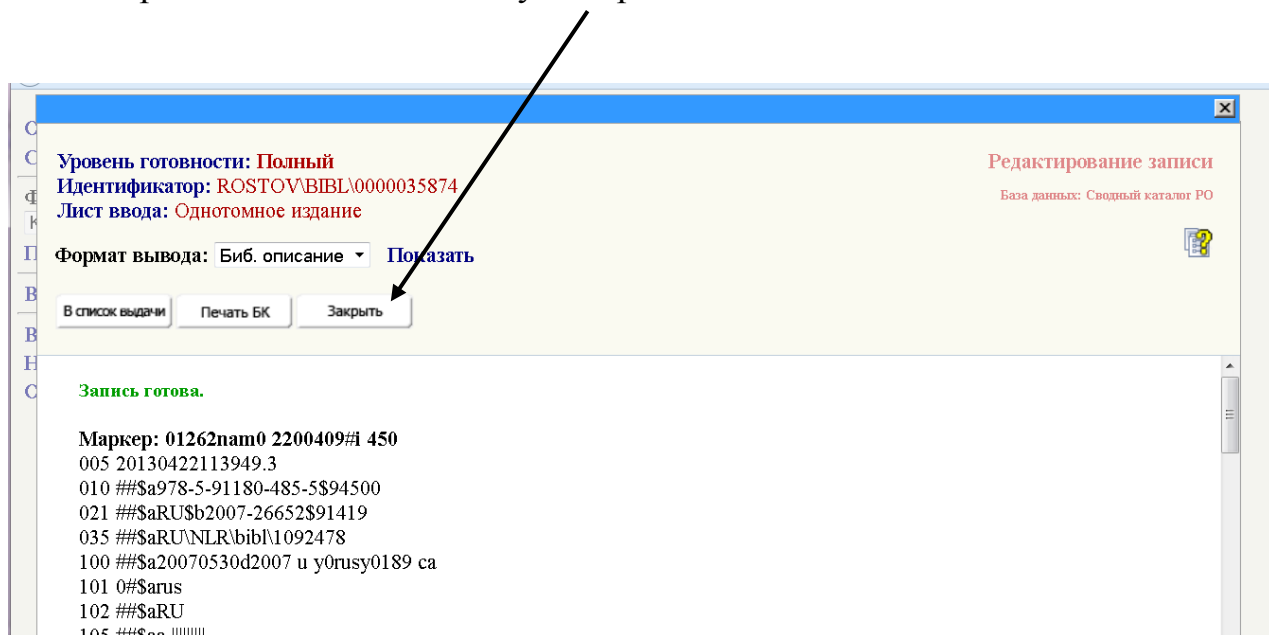 Уровень готовности: Полный
Редактирование записи
Идентификатор: ROSTOV\BIBL\0000035874
База данных: Сводный каталог РО
Лист ввода: Однотомное издание
Формат вывода: Биб. описание Показать
В список выдачи Печать БК Закрыть
Запись готова.
Маркер: 01262nam0 2200409#i 450
005 20130422113949.3
010 ##$a978-5-91180-485-5$94500
021 ##$aRU$b2007-26652$91419
035 ##$aRU\NLR\bibl\1092478
100 ##$a20070530d2007 u y0rusy0189 ca
101 0#$arus
102 ##$aRU